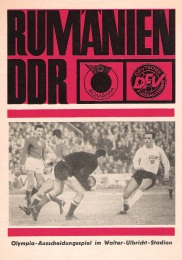 RUMÄNIEN
DDR
DFV
Olympia-Ausscheidungsspiel im Walter-Ulbricht-Stadion